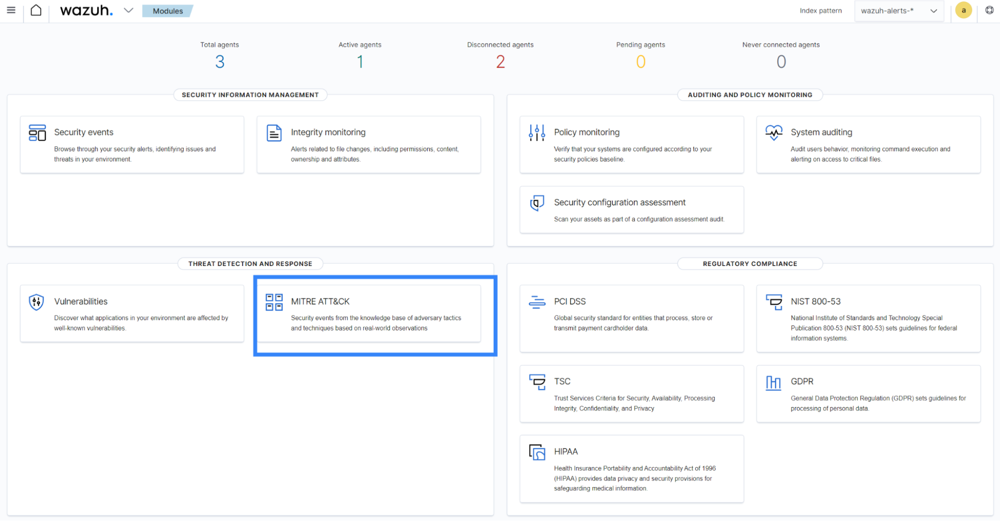 wazuh.
Modules
Index pattern
wazuh-alerts-*
a
Total agents
3
Active agents
1
Disconnected agents
2
Pending agents
0
Never connected agents
0
SECURITY INFORMATION MANAGEMENT
Security events
Browse through your security alerts, identifying issues and
threats in your environment.
Integrity monitoring
Alerts related to file changes, including permissions, content,
ownership and attributes.
AUDITING AND POLICY MONITORING
Policy monitoring
Verify that your systems are configured according to your
security policies baseline.
System auditing
Audit users behavior, monitoring command execution and
alerting on access to critical files.
Security configuration assessment
Scan your assets as part of a configuration assessment audit.
THREAT DETECTION AND RESPONSE
Vulnerabilities
Discover what applications in your environment are affected by
well-known vulnerabilities.
MITRE ATT&CK
Security events from the knowledge base of adversary tactics
and techniques based on real-world observations
REGULATORY COMPLIANCE
PCI DSS
Global security standard for entities that process, store or
transmit payment cardholder data.
NIST 800-53
National Institute of Standards and Technology Special
Publication 800-53 (NIST 800-53) sets guidelines for federal
information systems.
TSC
Trust Services Criteria for Security, Availability, Processing
Integrity, Confidentiality, and Privacy
GDPR
General Data Protection Regulation (GDPR) sets guidelines for
processing of personal data.
HIPAA
Health Insurance Portability and Accountability Act of 1996
(HIPAA) provides data privacy and security provisions for
safeguarding medical information.